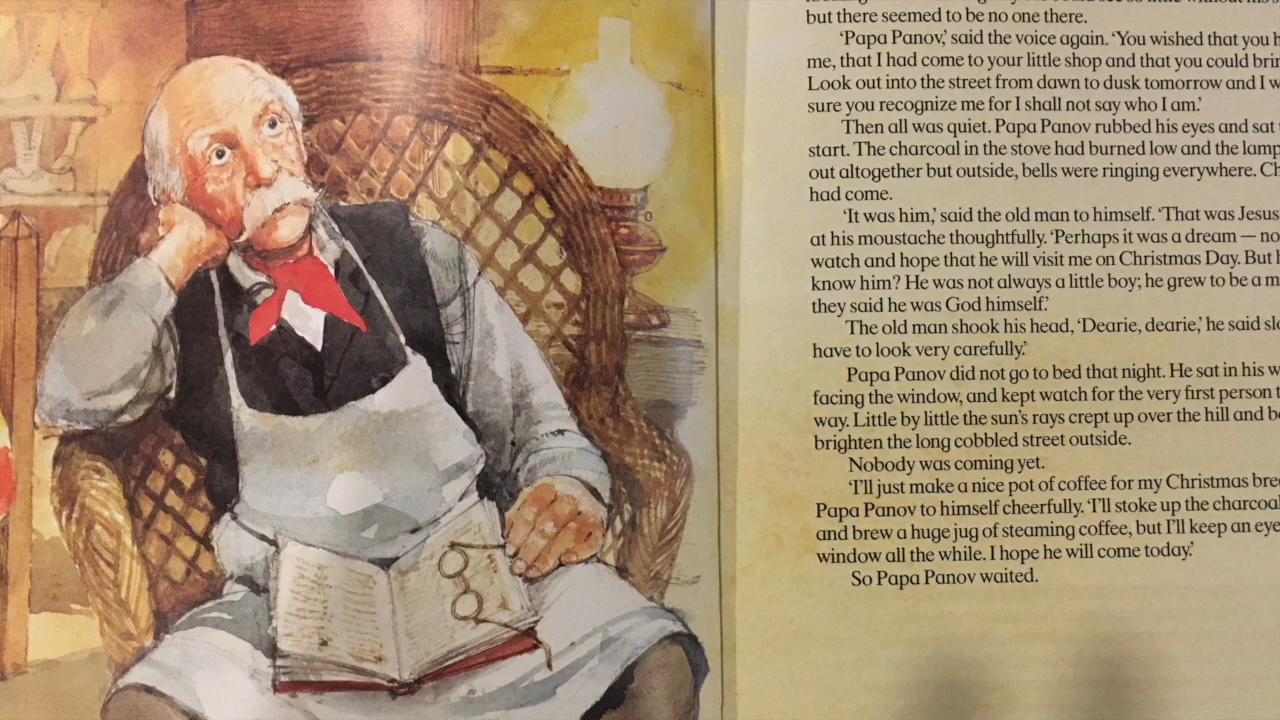 but there seemed to be no one there.
‘Papa Panov,’ said the voice again. ‘You wished that you h
me, that I had come to your little shop and that you could brin
Look out into the street from dawn to dusk tomorrow and I w
sure you recognize me for I shall not say who I am.’
Then all was quiet. Papa Panov rubbed his eyes and sat
start. The charcoal in the stove had burned low and the lamp
out altogether but outside, bells were ringing everywhere. Ch
had come.
‘It was him,’ said the old man to himself. ‘That was Jesus
at his moustache thoughtfully. ‘Perhaps it was a dream — no
watch and hope that he will visit me on Christmas Day. But h
know him? He was not always a little boy; he grew to be a m
they said he was God himself.’
The old man shook his head, ‘Dearie, dearie,’ he said slo
have to look very carefully.’
Papa Panov did not go to bed that night. He sat in his w
facing the window, and kept watch for the very first person t
way. Little by little the sun’s rays crept up over the hill and be
brighten the long cobbled street outside.
Nobody was coming yet.
‘I’ll just make a nice pot of coffee for my Christmas brea
Papa Panov to himself cheerfully. ‘I’ll stoke up the charcoal
and brew a huge jug of steaming coffee, but I’ll keep an eye
window all the while. I hope he will come today.’
So Papa Panov waited.